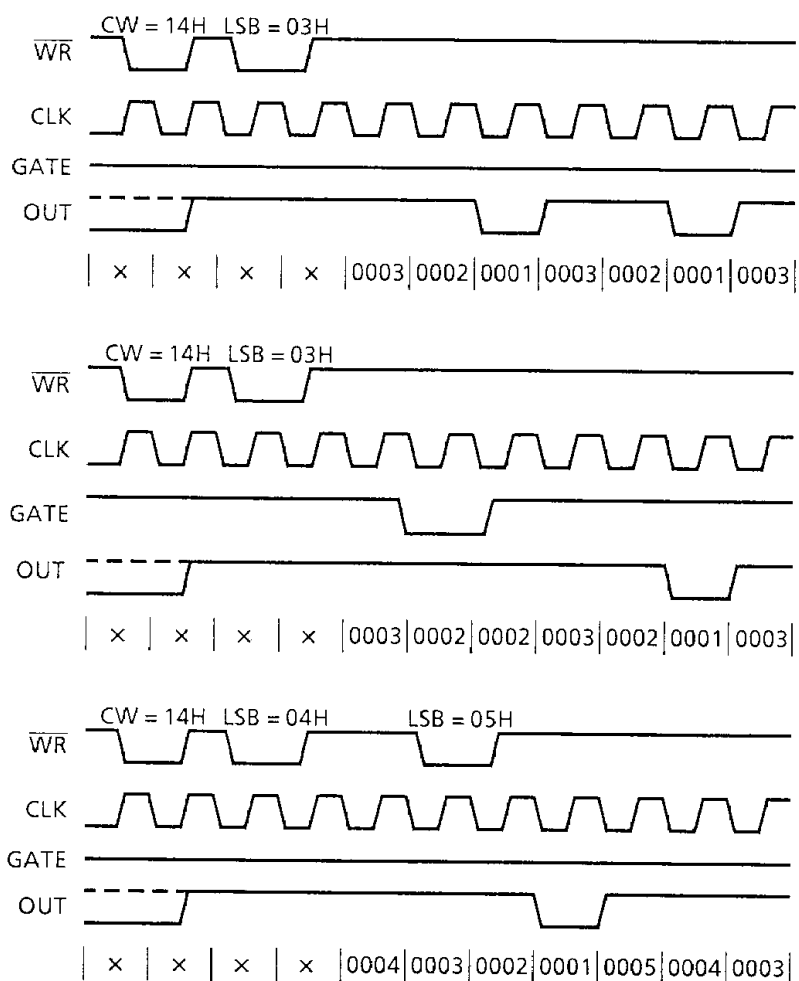 CW = 14H LSB = 03H
WR
CLK
GATE
OUT
× × × × 0003 0002 0001 0003 0002 0001 0003
CW = 14H LSB = 03H
WR
CLK
GATE
OUT
× × × × 0003 0002 0002 0003 0002 0001 0003
CW = 14H LSB = 04H LSB = 05H
WR
CLK
GATE
OUT
× × × × 0004 0003 0002 0001 0005 0004 0003